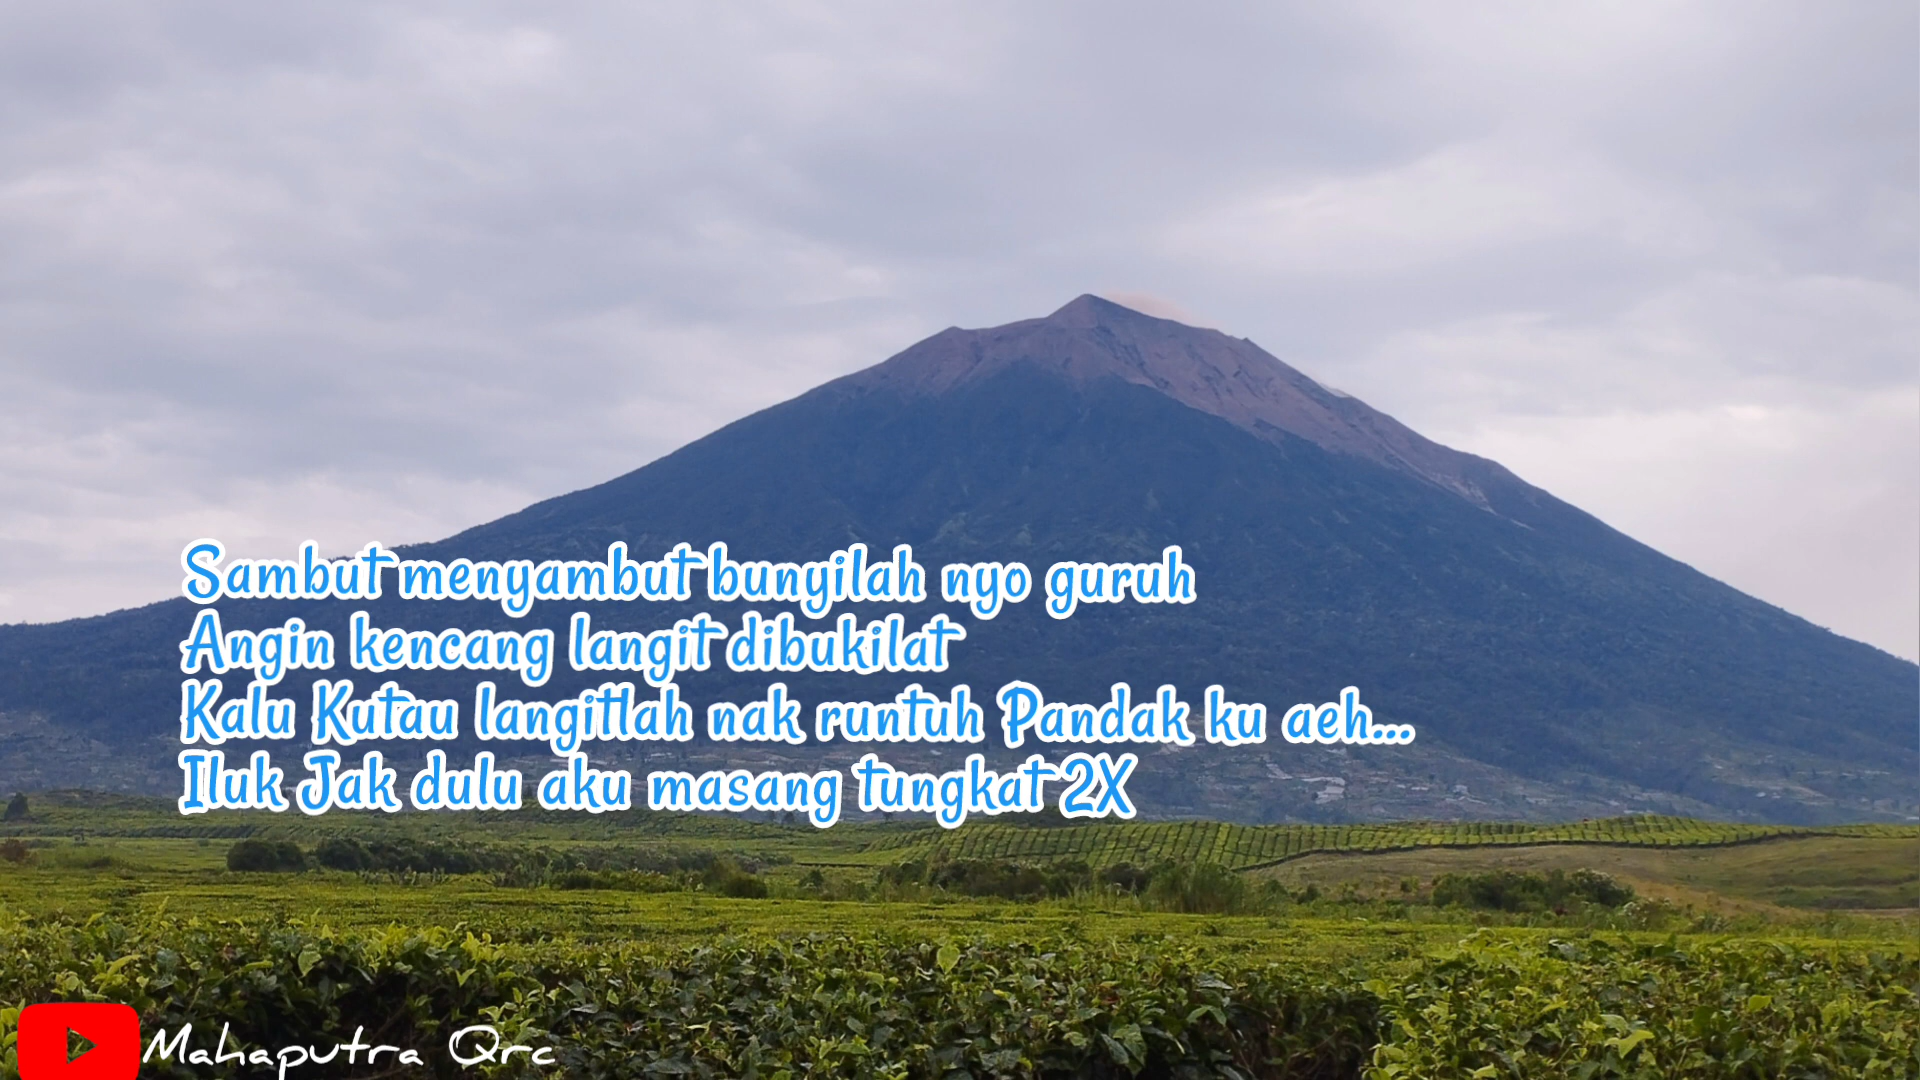 Sambut menyambut bunyilah nyo guruh
Angin kencang langit dibukilat
Kalu Kutau langitlah nak runtuh Pandak ku aeh...
Iluk Jak dulu aku masang tungkat 2X
Mahaputra Qrc